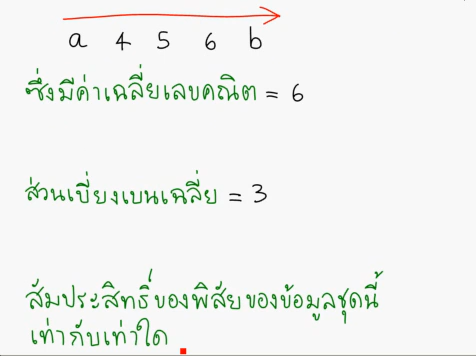 a 4 5 6 b
ซึ่งมีค่าเฉลี่ยเลขคณิต = 6
ส่วนเบี่ยงเบนเฉลี่ย = 3
สัมประสิทธิ์ของพิสัยของข้อมูลชุดนี้
เท่ากับเท่าใด